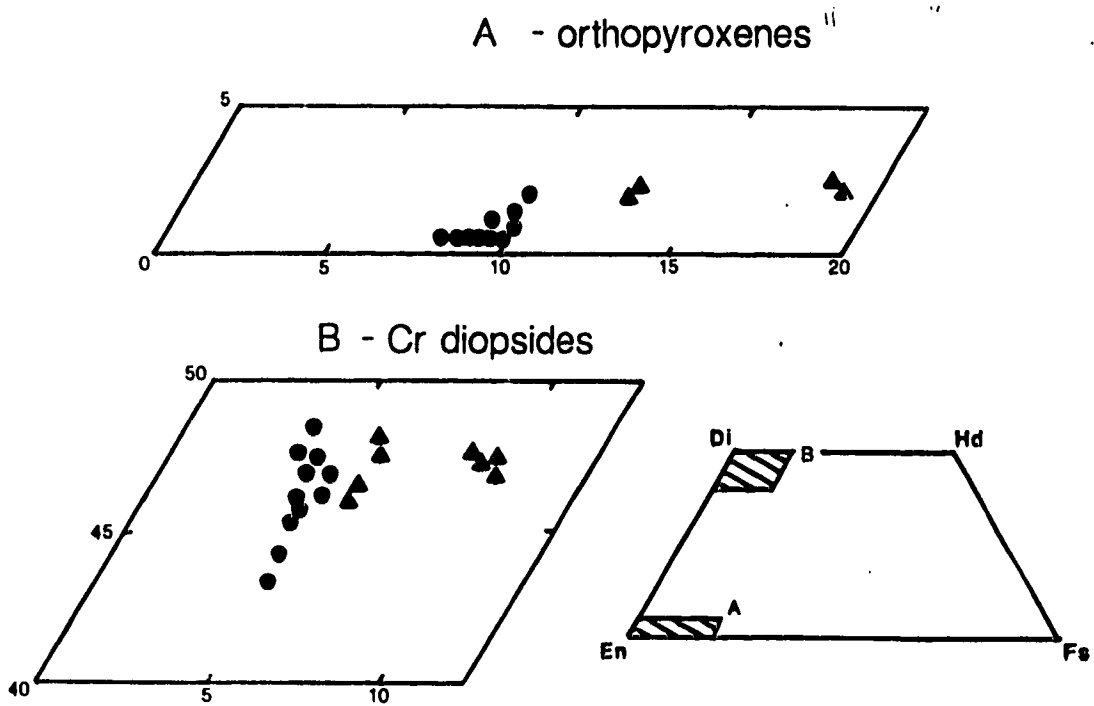 A - orthopyroxenes
5
0 5 10 15 20
B - Cr diopsides
50
45
40 5 10
Di B Hd
A
En Fs